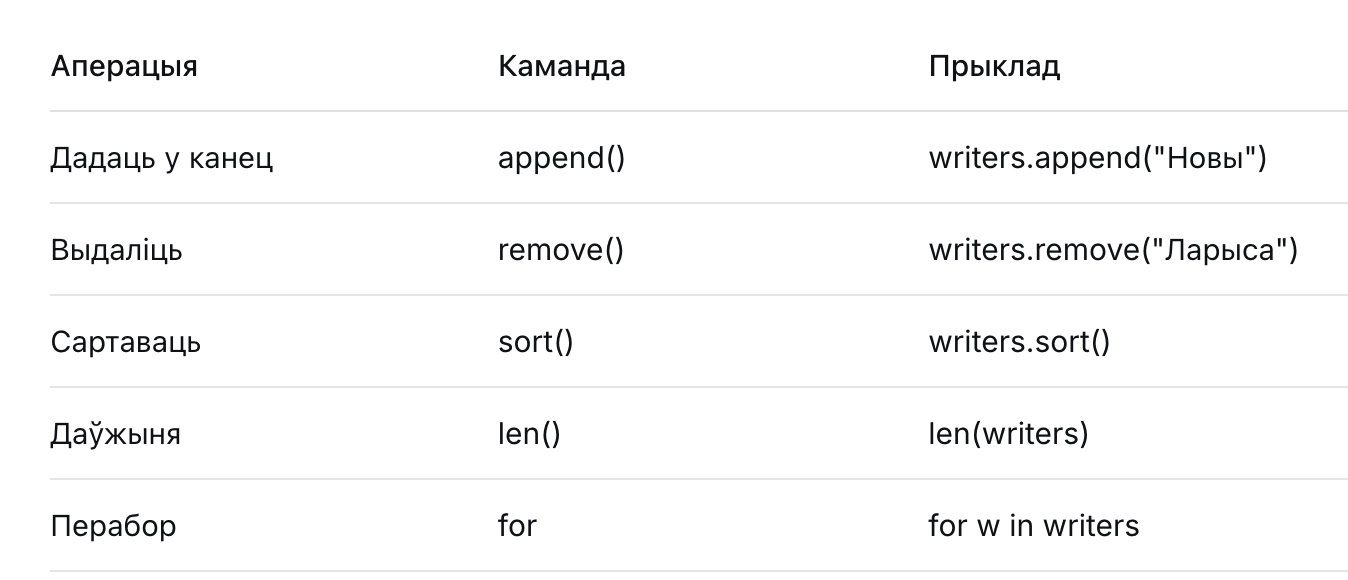 Аперацыя Каманда Прыклад
Дадаць у канец append() writers.append("Новы")
Выдаліць remove() writers.remove("Ларыса")
Сартаваць sort() writers.sort()
Даўжыня len() len(writers)
Перабор for for w in writers